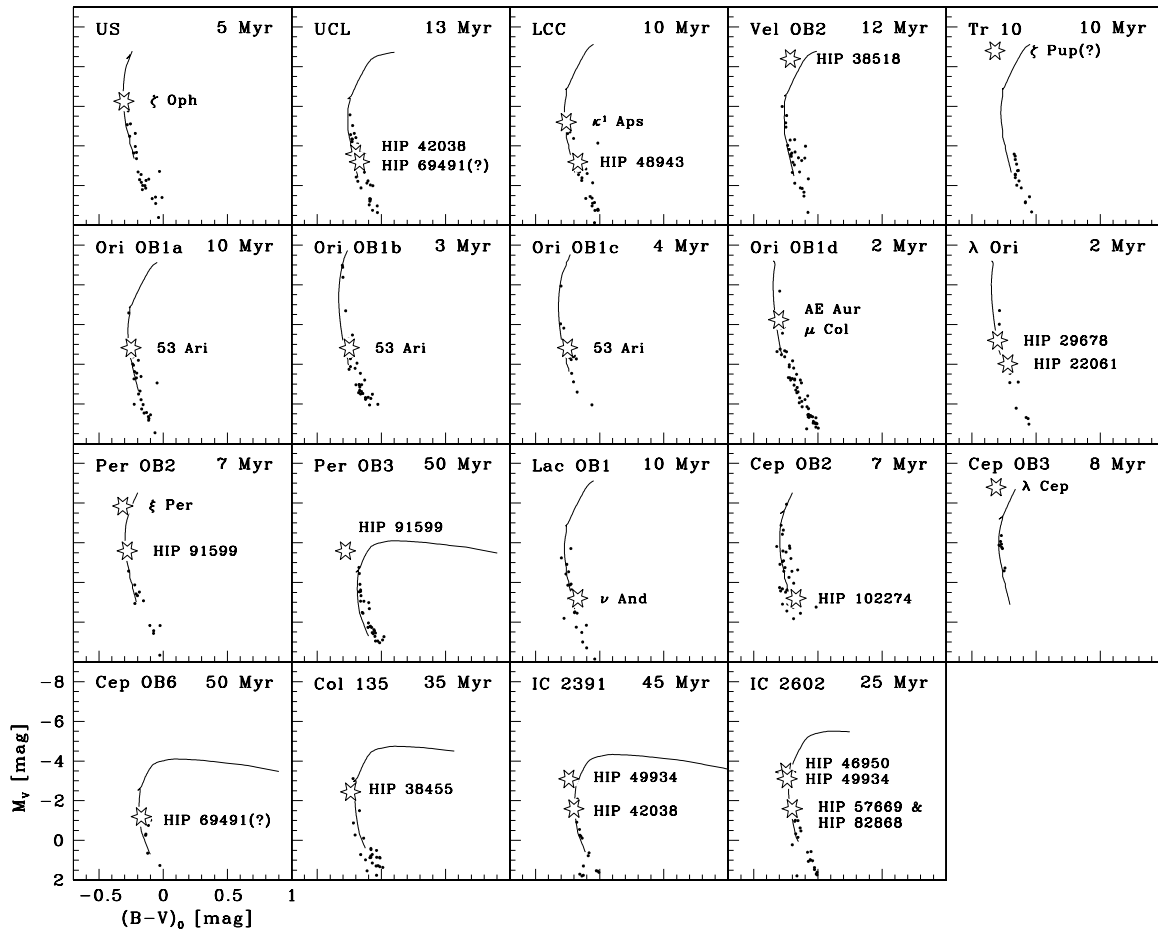 US 5 Myr
ζ Oph
UCL 13 Myr
HIP 42038
HIP 69491(?)
LCC 10 Myr
κ¹ Aps
HIP 48943
Vel OB2 12 Myr
HIP 38518
Tr 10 10 Myr
ζ Pup(?)
Ori OB1a 10 Myr
53 Ari
Ori OB1b 3 Myr
53 Ari
Ori OB1c 4 Myr
53 Ari
Ori OB1d 2 Myr
AE Aur
μ Col
λ Ori 2 Myr
HIP 29678
HIP 22061
Per OB2 7 Myr
ξ Per
HIP 91599
Per OB3 50 Myr
HIP 91599
Lac OB1 10 Myr
ν And
Cep OB2 7 Myr
HIP 102274
Cep OB3 8 Myr
λ Cep
Cep OB6 50 Myr
HIP 69491(?)
Col 135 35 Myr
HIP 38455
IC 2391 45 Myr
HIP 49934
HIP 42038
IC 2602 25 Myr
HIP 46950
HIP 49934
HIP 57669 &
HIP 82868
-8
-6
-4
-2
0
2
M_V [mag]
-0.5 0 0.5 1
(B-V)₀ [mag]